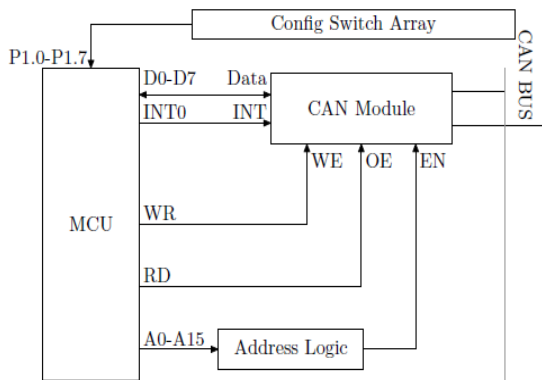 Config Switch Array
P1.0-P1.7
D0-D7 Data
INT0 INT
CAN Module
CAN BUS
WE OE EN
WR
MCU
RD
A0-A15
Address Logic